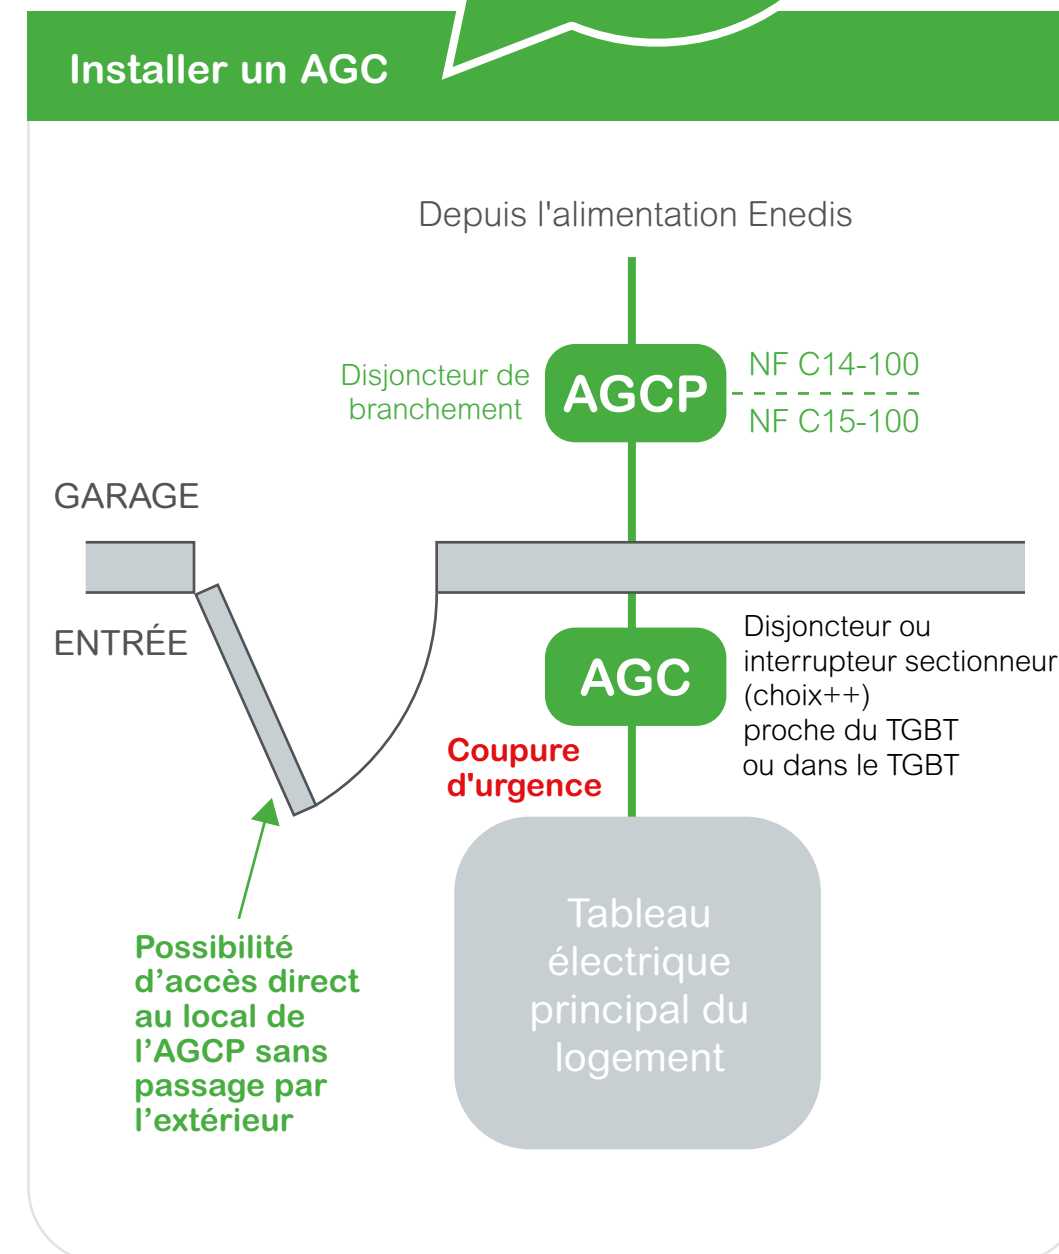 Installer un AGC
Depuis l'alimentation Enedis
Disjoncteur de
branchement
AGCP
NF C14-100
NF C15-100
GARAGE
ENTRÉE
AGC
Disjoncteur ou
interrupteur sectionneur
(choix++)
proche du TGBT
ou dans le TGBT
Coupure
d'urgence
Tableau
électrique
principal du
logement
Possibilité
d’accès direct
au local de
l’AGCP sans
passage par
l’extérieur